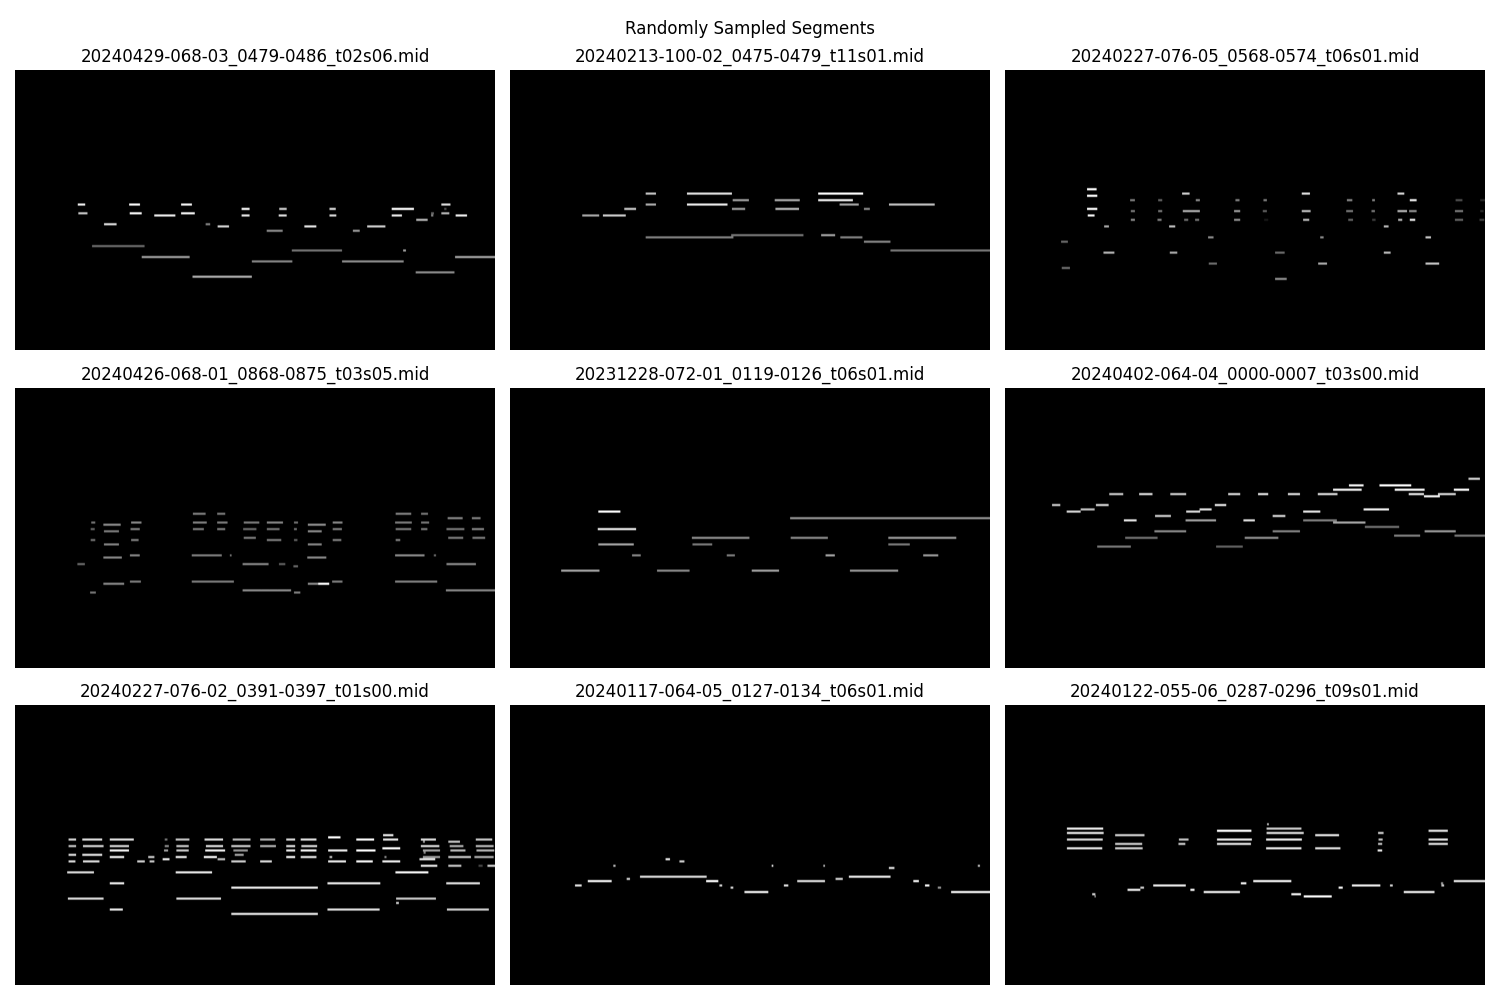 Randomly Sampled Segments
20240429-068-03_0479-0486_t02s06.mid
20240213-100-02_0475-0479_t11s01.mid
20240227-076-05_0568-0574_t06s01.mid
20240426-068-01_0868-0875_t03s05.mid
20231228-072-01_0119-0126_t06s01.mid
20240402-064-04_0000-0007_t03s00.mid
20240227-076-02_0391-0397_t01s00.mid
20240117-064-05_0127-0134_t06s01.mid
20240122-055-06_0287-0296_t09s01.mid